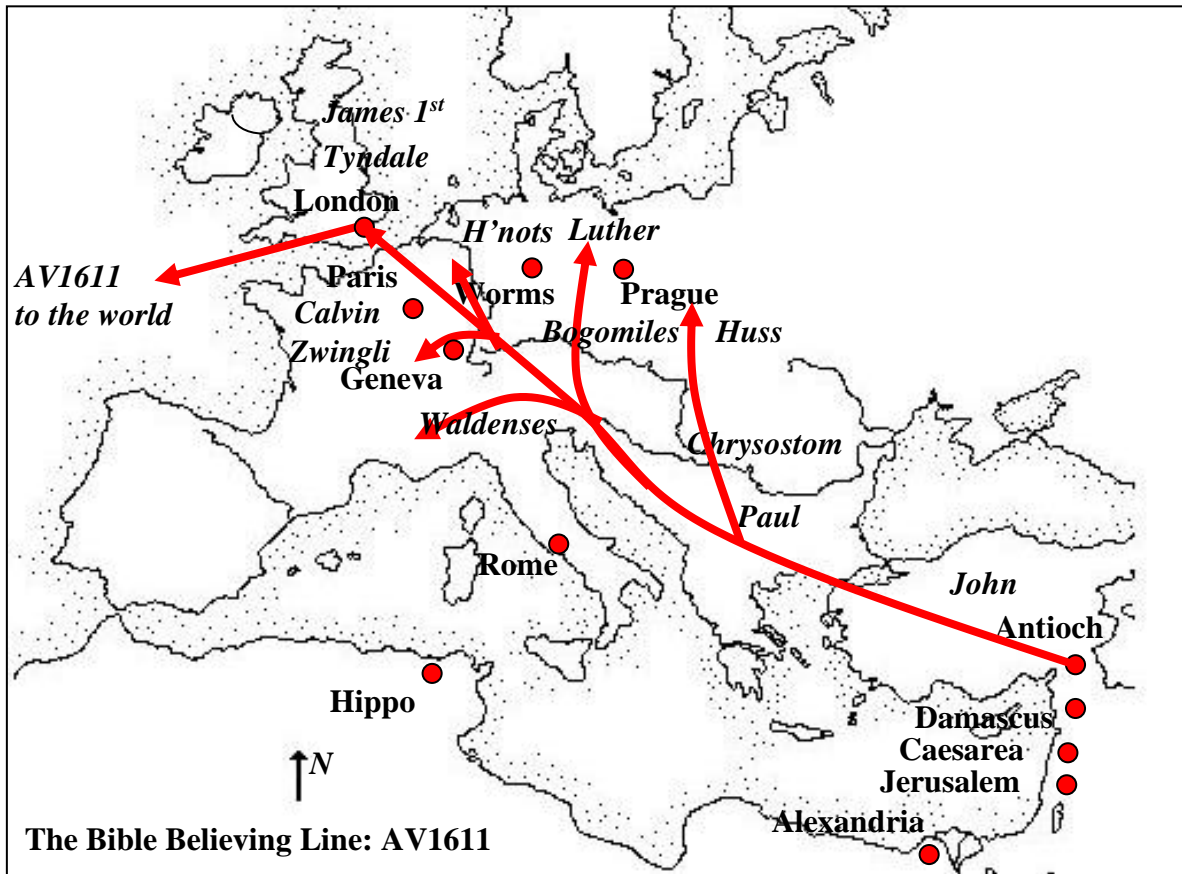 James 1st
Tyndale
London
H'nots Luther
AV1611
to the world
Paris
Worms
Prague
Calvin
Bogomiles
Huss
Zwingli
Geneva
Waldenses
Chrysostom
Paul
Rome
John
Antioch
Hippo
Damascus
Caesarea
N
Jerusalem
Alexandria
The Bible Believing Line: AV1611